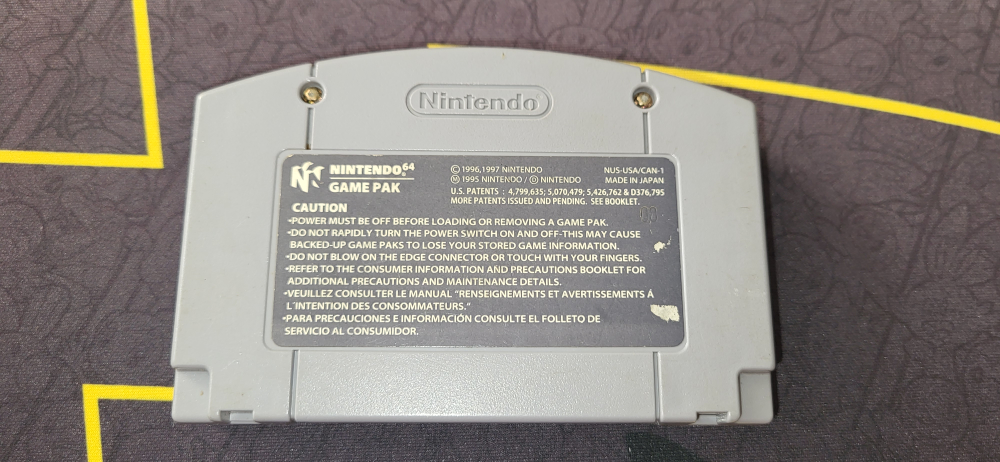 Nintendo
NINTENDO64
GAME PAK
© 1996,1997 NINTENDO
Ⓜ 1995 NINTENDO / Ⓓ NINTENDO
NUS-USA/CAN-1
MADE IN JAPAN
U.S. PATENTS : 4,799,635; 5,070,479; 5,426,762 & D376,795
MORE PATENTS ISSUED AND PENDING. SEE BOOKLET.
CAUTION
•POWER MUST BE OFF BEFORE LOADING OR REMOVING A GAME PAK.
•DO NOT RAPIDLY TURN THE POWER SWITCH ON AND OFF-THIS MAY CAUSE
BACKED-UP GAME PAKS TO LOSE YOUR STORED GAME INFORMATION.
•DO NOT BLOW ON THE EDGE CONNECTOR OR TOUCH WITH YOUR FINGERS.
•REFER TO THE CONSUMER INFORMATION AND PRECAUTIONS BOOKLET FOR
ADDITIONAL PRECAUTIONS AND MAINTENANCE DETAILS.
•VEUILLEZ CONSULTER LE MANUAL "RENSEIGNEMENTS ET AVERTISSEMENTS Á
L'INTENTION DES CONSOMMATEURS."
•PARA PRECAUCIONES E INFORMACIÓN CONSULTE EL FOLLETO DE
SERVICIO AL CONSUMIDOR.